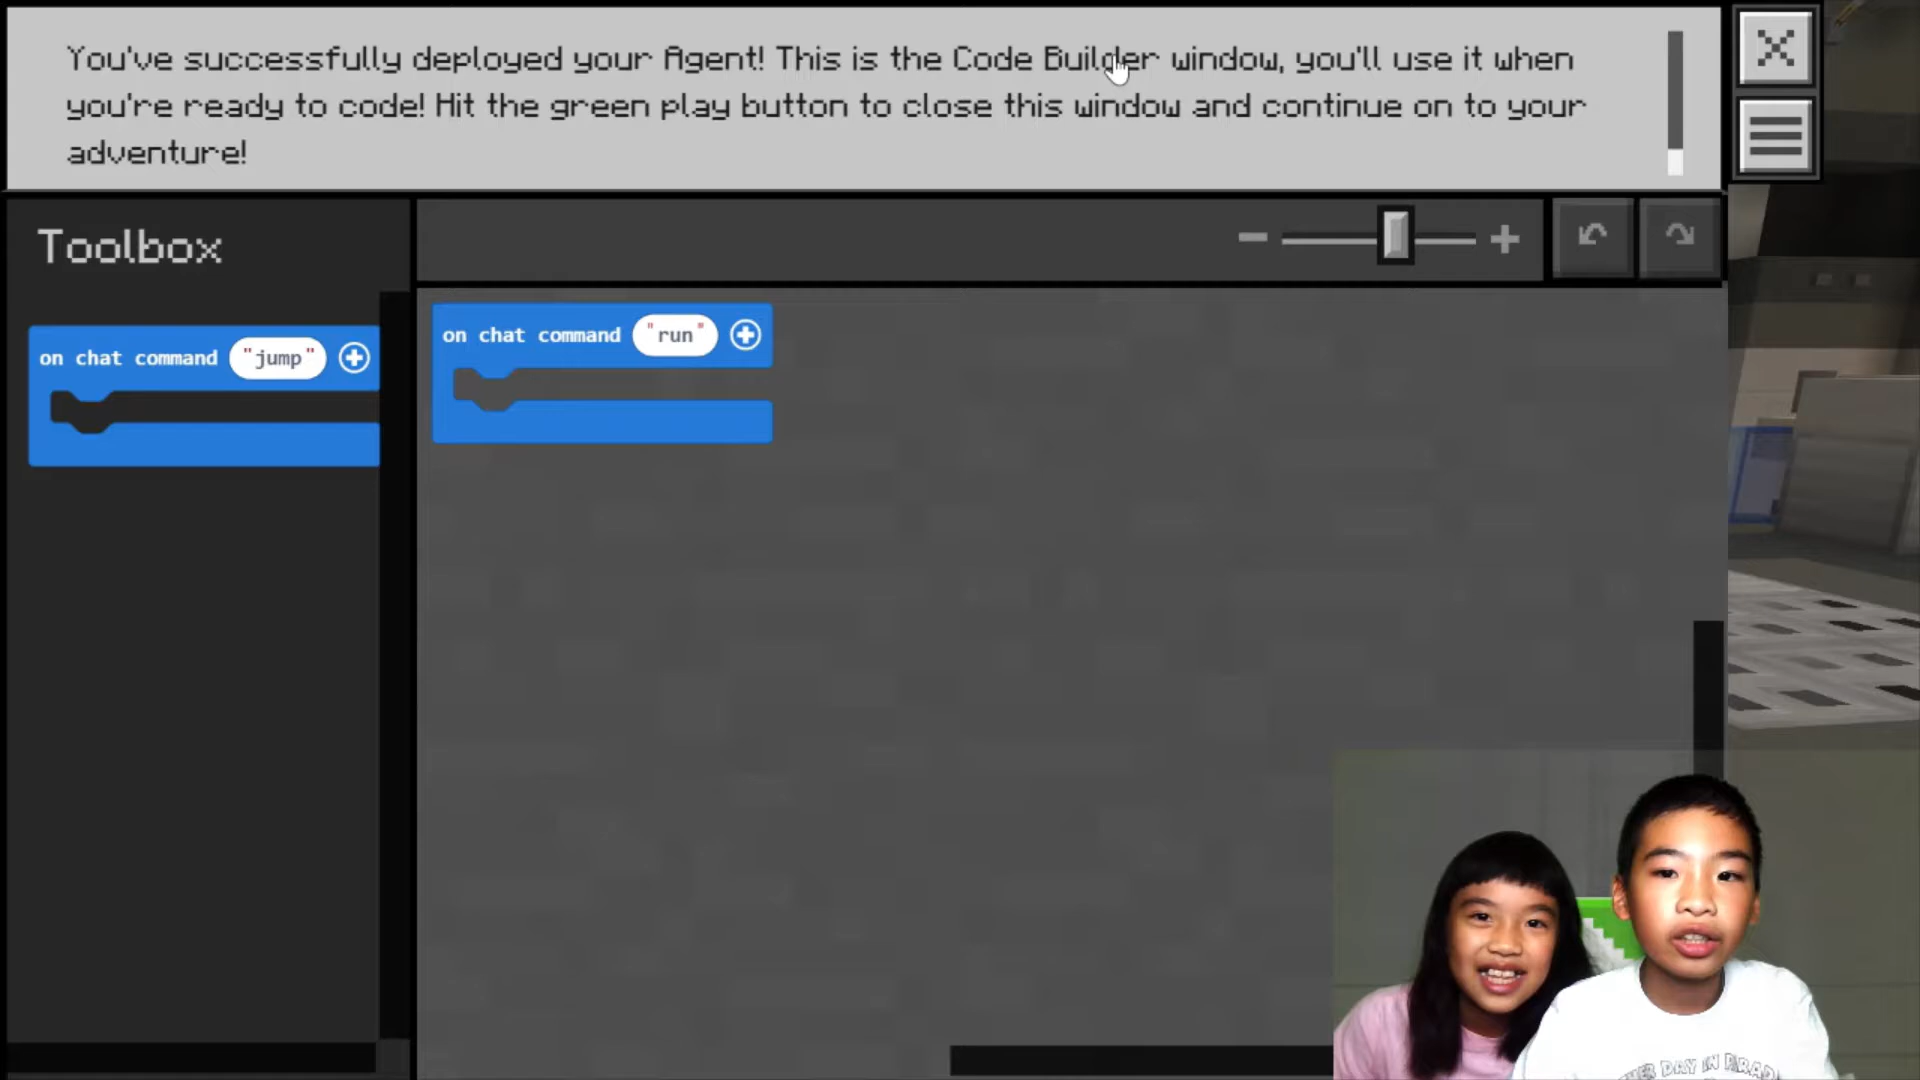 You've successfully deployed your Agent! This is the Code Builder window, you'll use it when
you're ready to code! Hit the green play button to close this window and continue on to your
adventure!
Toolbox
on chat command "jump"
on chat command "run"
DAY IN